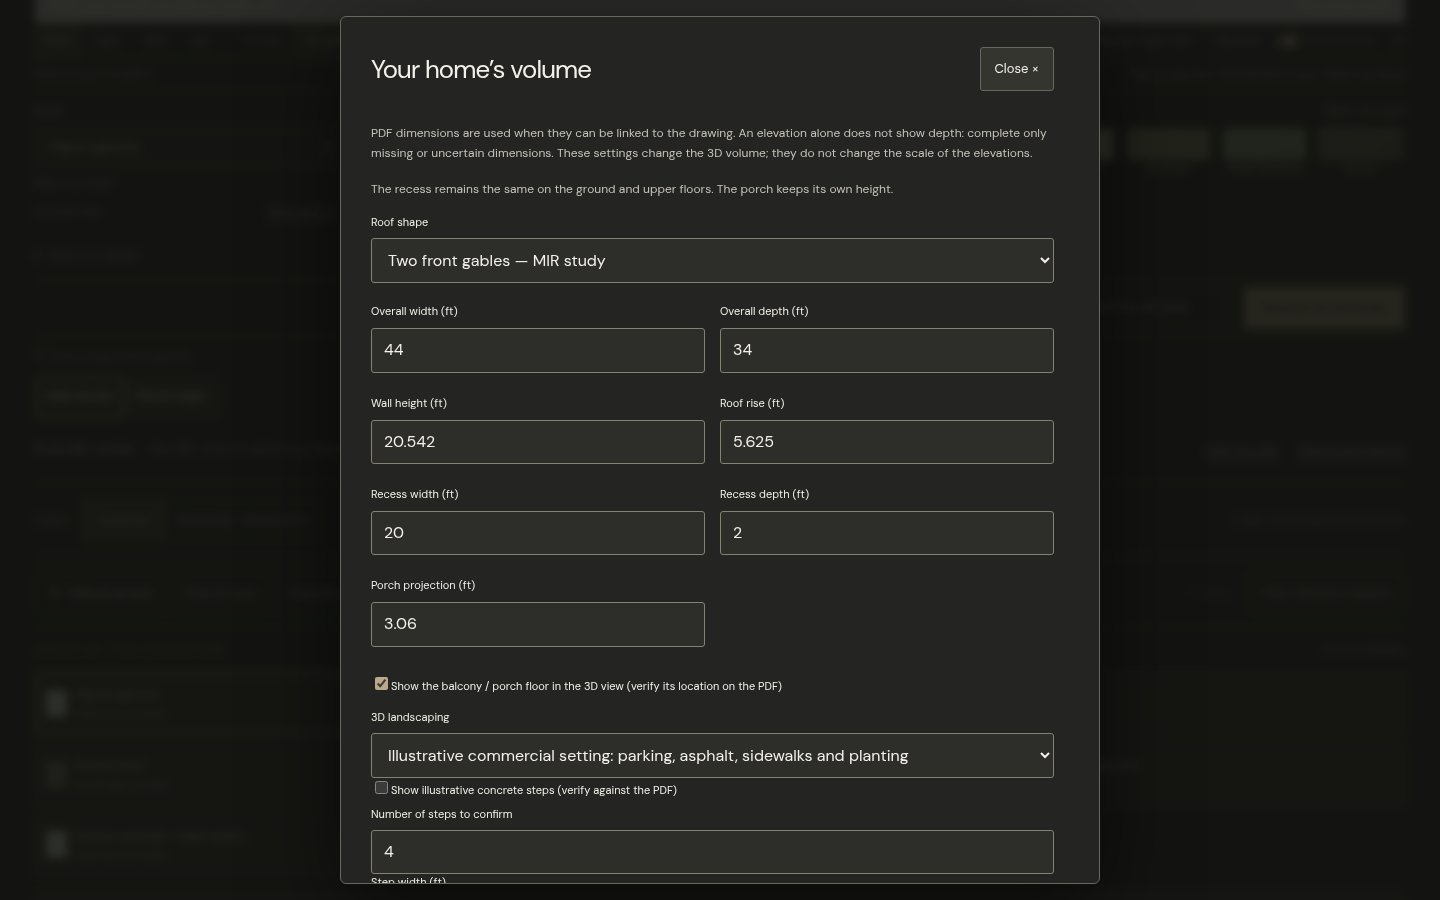 Your home’s volume
Close ×
PDF dimensions are used when they can be linked to the drawing. An elevation alone does not show depth: complete only
missing or uncertain dimensions. These settings change the 3D volume; they do not change the scale of the elevations.
The recess remains the same on the ground and upper floors. The porch keeps its own height.
Roof shape
Two front gables — MIR study
Overall width (ft)
Overall depth (ft)
44
34
Wall height (ft)
Roof rise (ft)
20.542
5.625
Recess width (ft)
Recess depth (ft)
20
2
Porch projection (ft)
3.06
Show the balcony / porch floor in the 3D view (verify its location on the PDF)
3D landscaping
Illustrative commercial setting: parking, asphalt, sidewalks and planting
Show illustrative concrete steps (verify against the PDF)
Number of steps to confirm
4
Step width (ft)